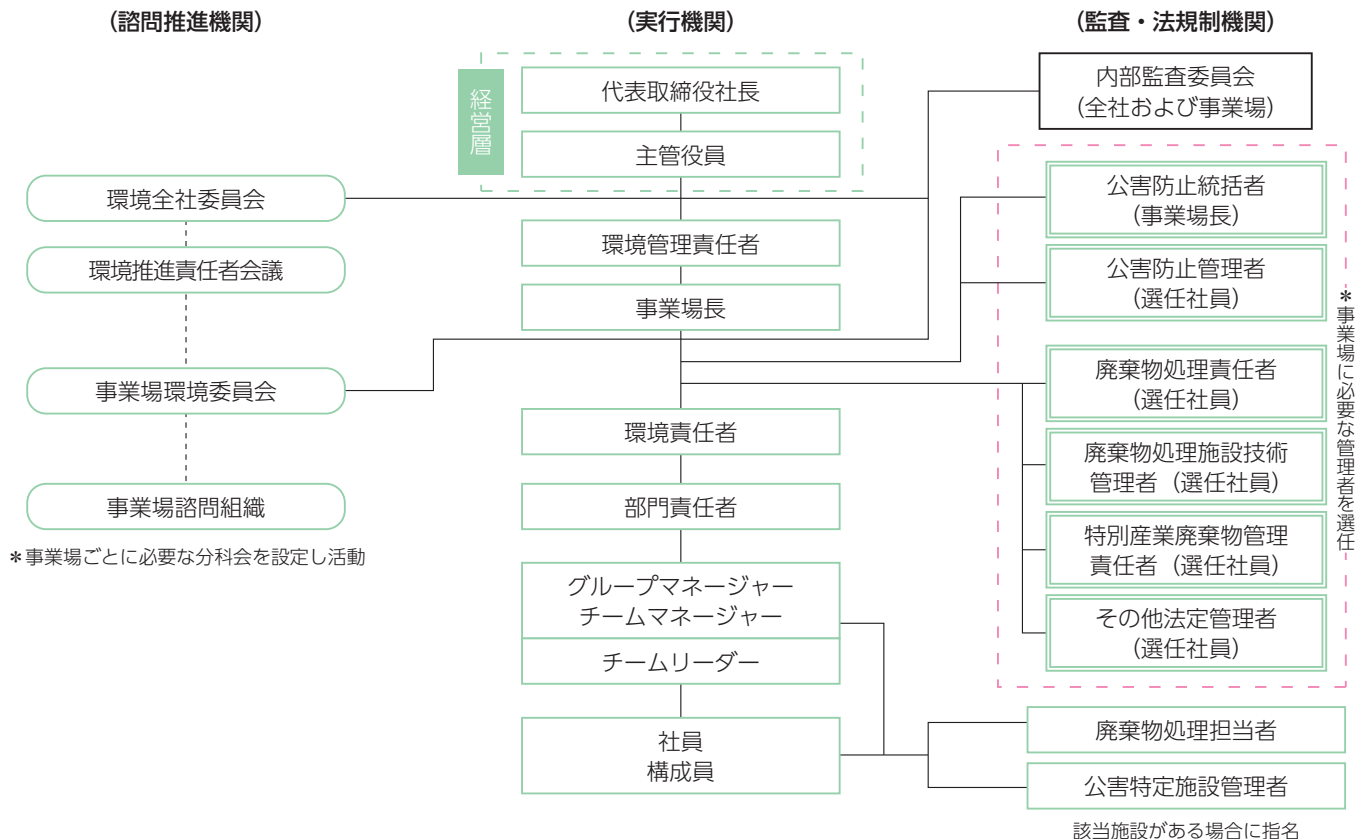 (諮問推進機関)
環境全社委員会
環境推進責任者会議
事業場環境委員会
事業場諮問組織
＊事業場ごとに必要な分科会を設定し活動
(実行機関)
経営層
代表取締役社長
主管役員
環境管理責任者
事業場長
環境責任者
部門責任者
グループマネージャー
チームマネージャー
チームリーダー
社員
構成員
(監査・法規制機関)
内部監査委員会
(全社および事業場)
公害防止統括者
(事業場長)
公害防止管理者
(選任社員)
廃棄物処理責任者
(選任社員)
廃棄物処理施設技術
管理者 (選任社員)
特別産業廃棄物管理
責任者 (選任社員)
その他法定管理者
(選任社員)
＊事業場に必要な管理者を選任
廃棄物処理担当者
公害特定施設管理者
該当施設がある場合に指名